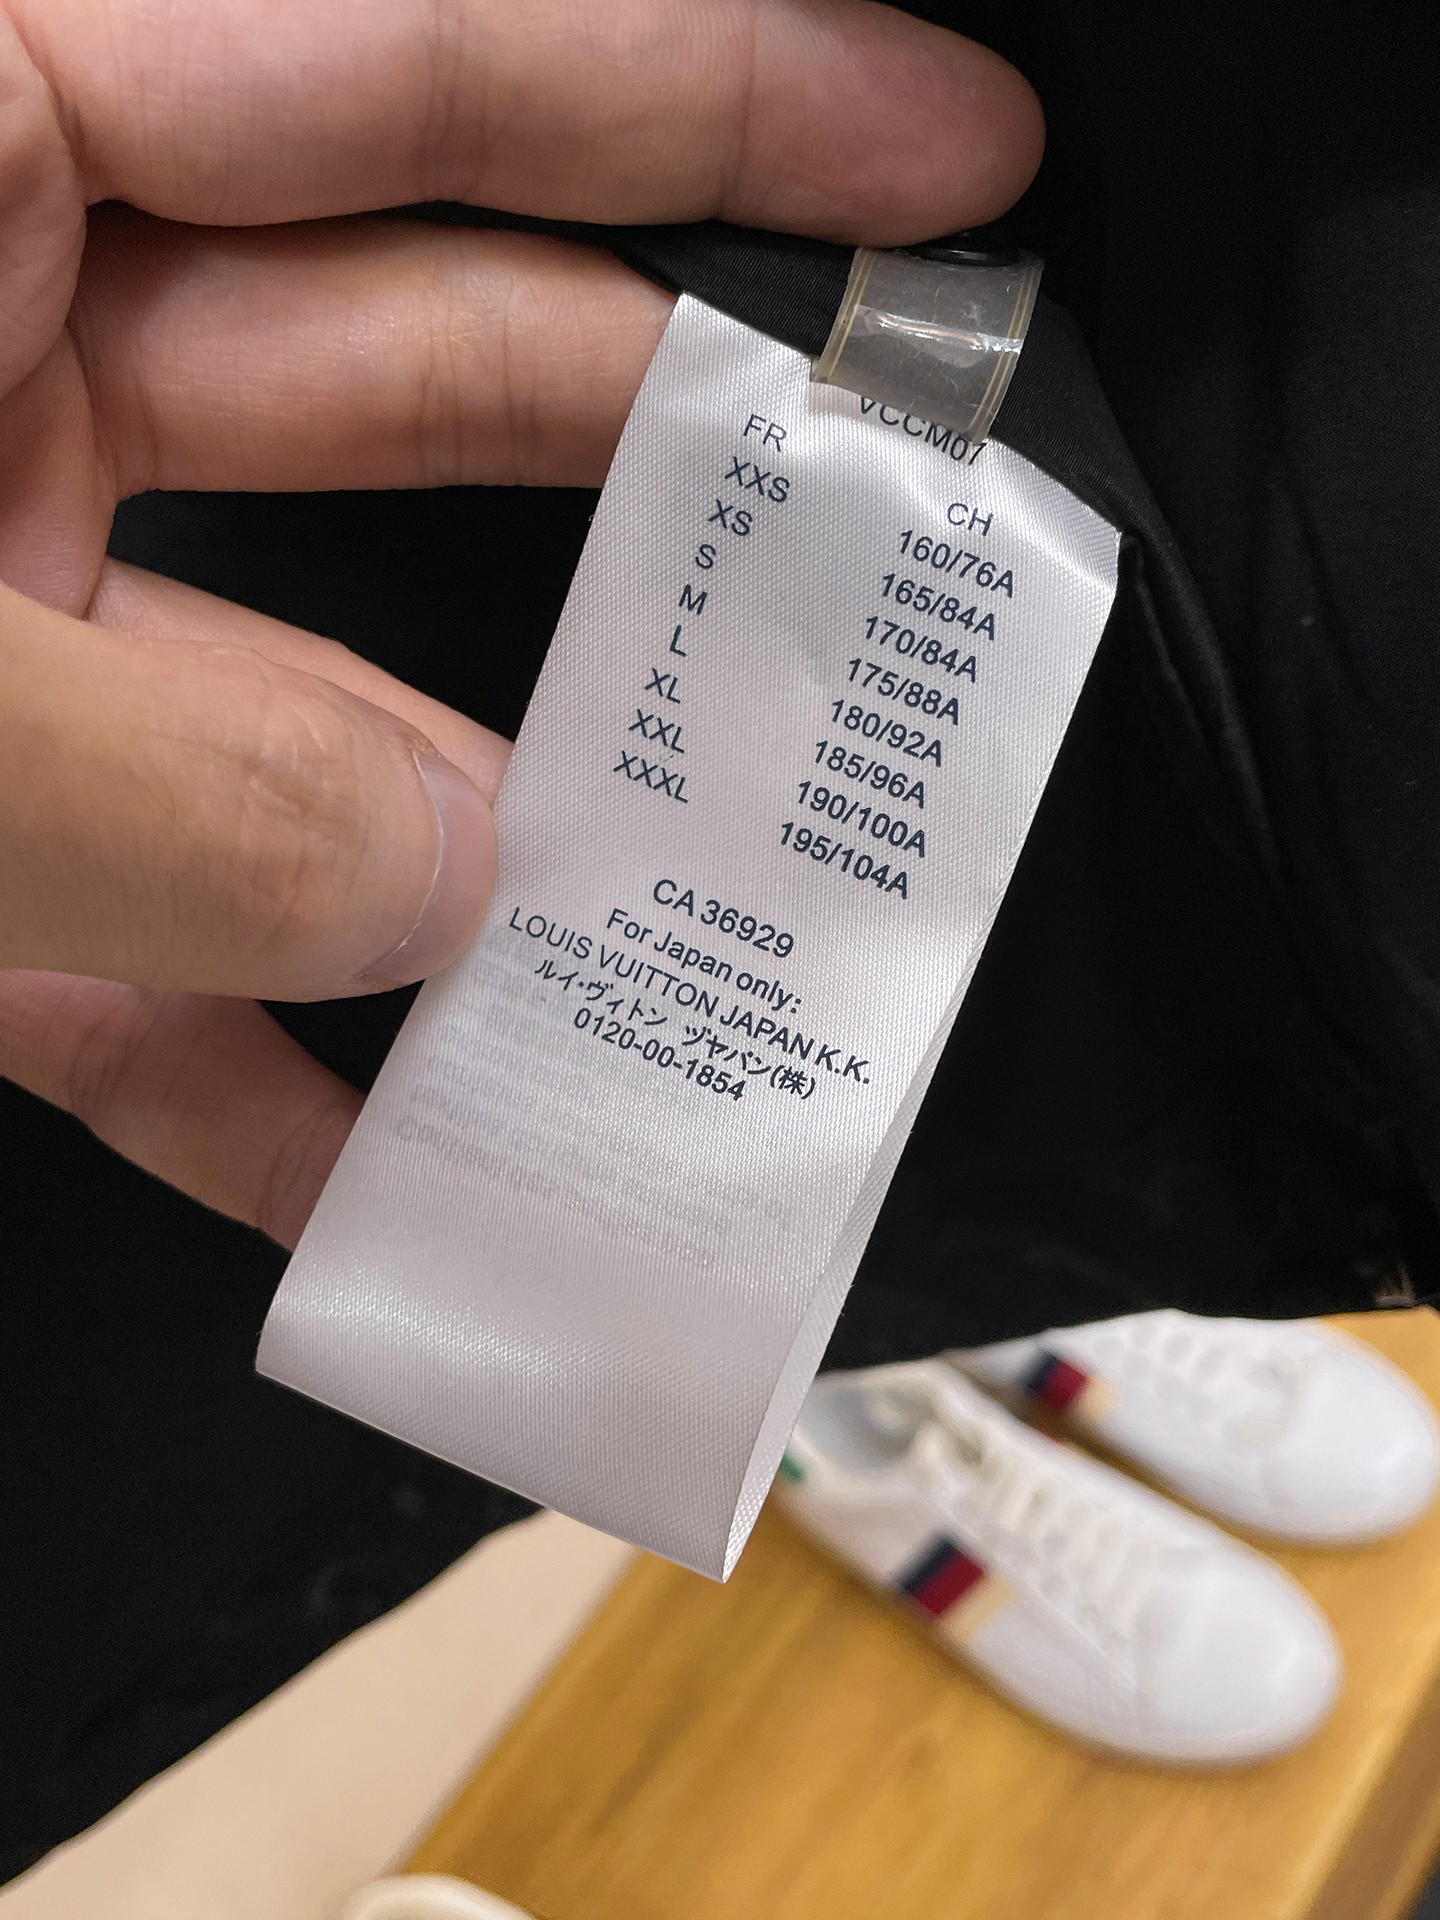 VCCM07
FR CH
XXS 160/76A
XS 165/84A
S 170/84A
M 175/88A
L 180/92A
XL 185/96A
XXL 190/100A
XXXL 195/104A
CA 36929
For Japan only:
LOUIS VUITTON JAPAN K.K.
ルイ·ヴィトン ヅャパン(株)
0120-00-1854